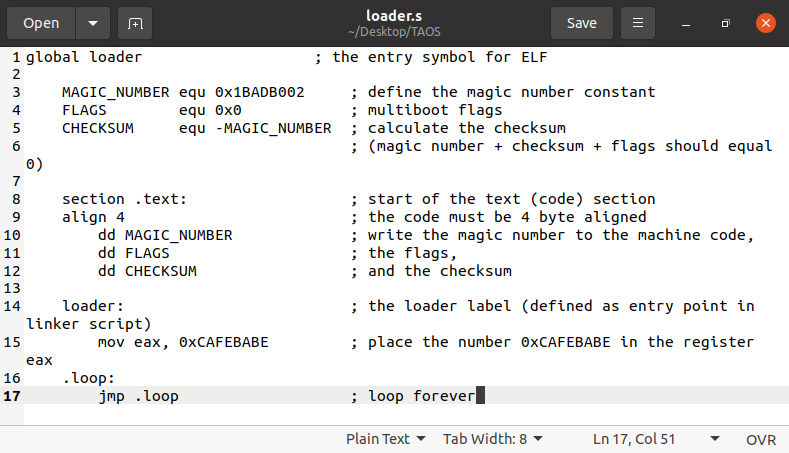 Open
loader.s
~/Desktop/TAOS
Save
1 global loader                   ; the entry symbol for ELF
2
3     MAGIC_NUMBER equ 0x1BADB002     ; define the magic number constant
4     FLAGS        equ 0x0            ; multiboot flags
5     CHECKSUM     equ -MAGIC_NUMBER  ; calculate the checksum
6                                     ; (magic number + checksum + flags should equal
0)
7
8     section .text:                  ; start of the text (code) section
9     align 4                         ; the code must be 4 byte aligned
10         dd MAGIC_NUMBER             ; write the magic number to the machine code,
11         dd FLAGS                    ; the flags,
12         dd CHECKSUM                 ; and the checksum
13
14     loader:                         ; the loader label (defined as entry point in
linker script)
15         mov eax, 0xCAFEBABE         ; place the number 0xCAFEBABE in the register
eax
16     .loop:
17         jmp .loop                   ; loop forever
Plain Text Tab Width: 8 Ln 17, Col 51 OVR